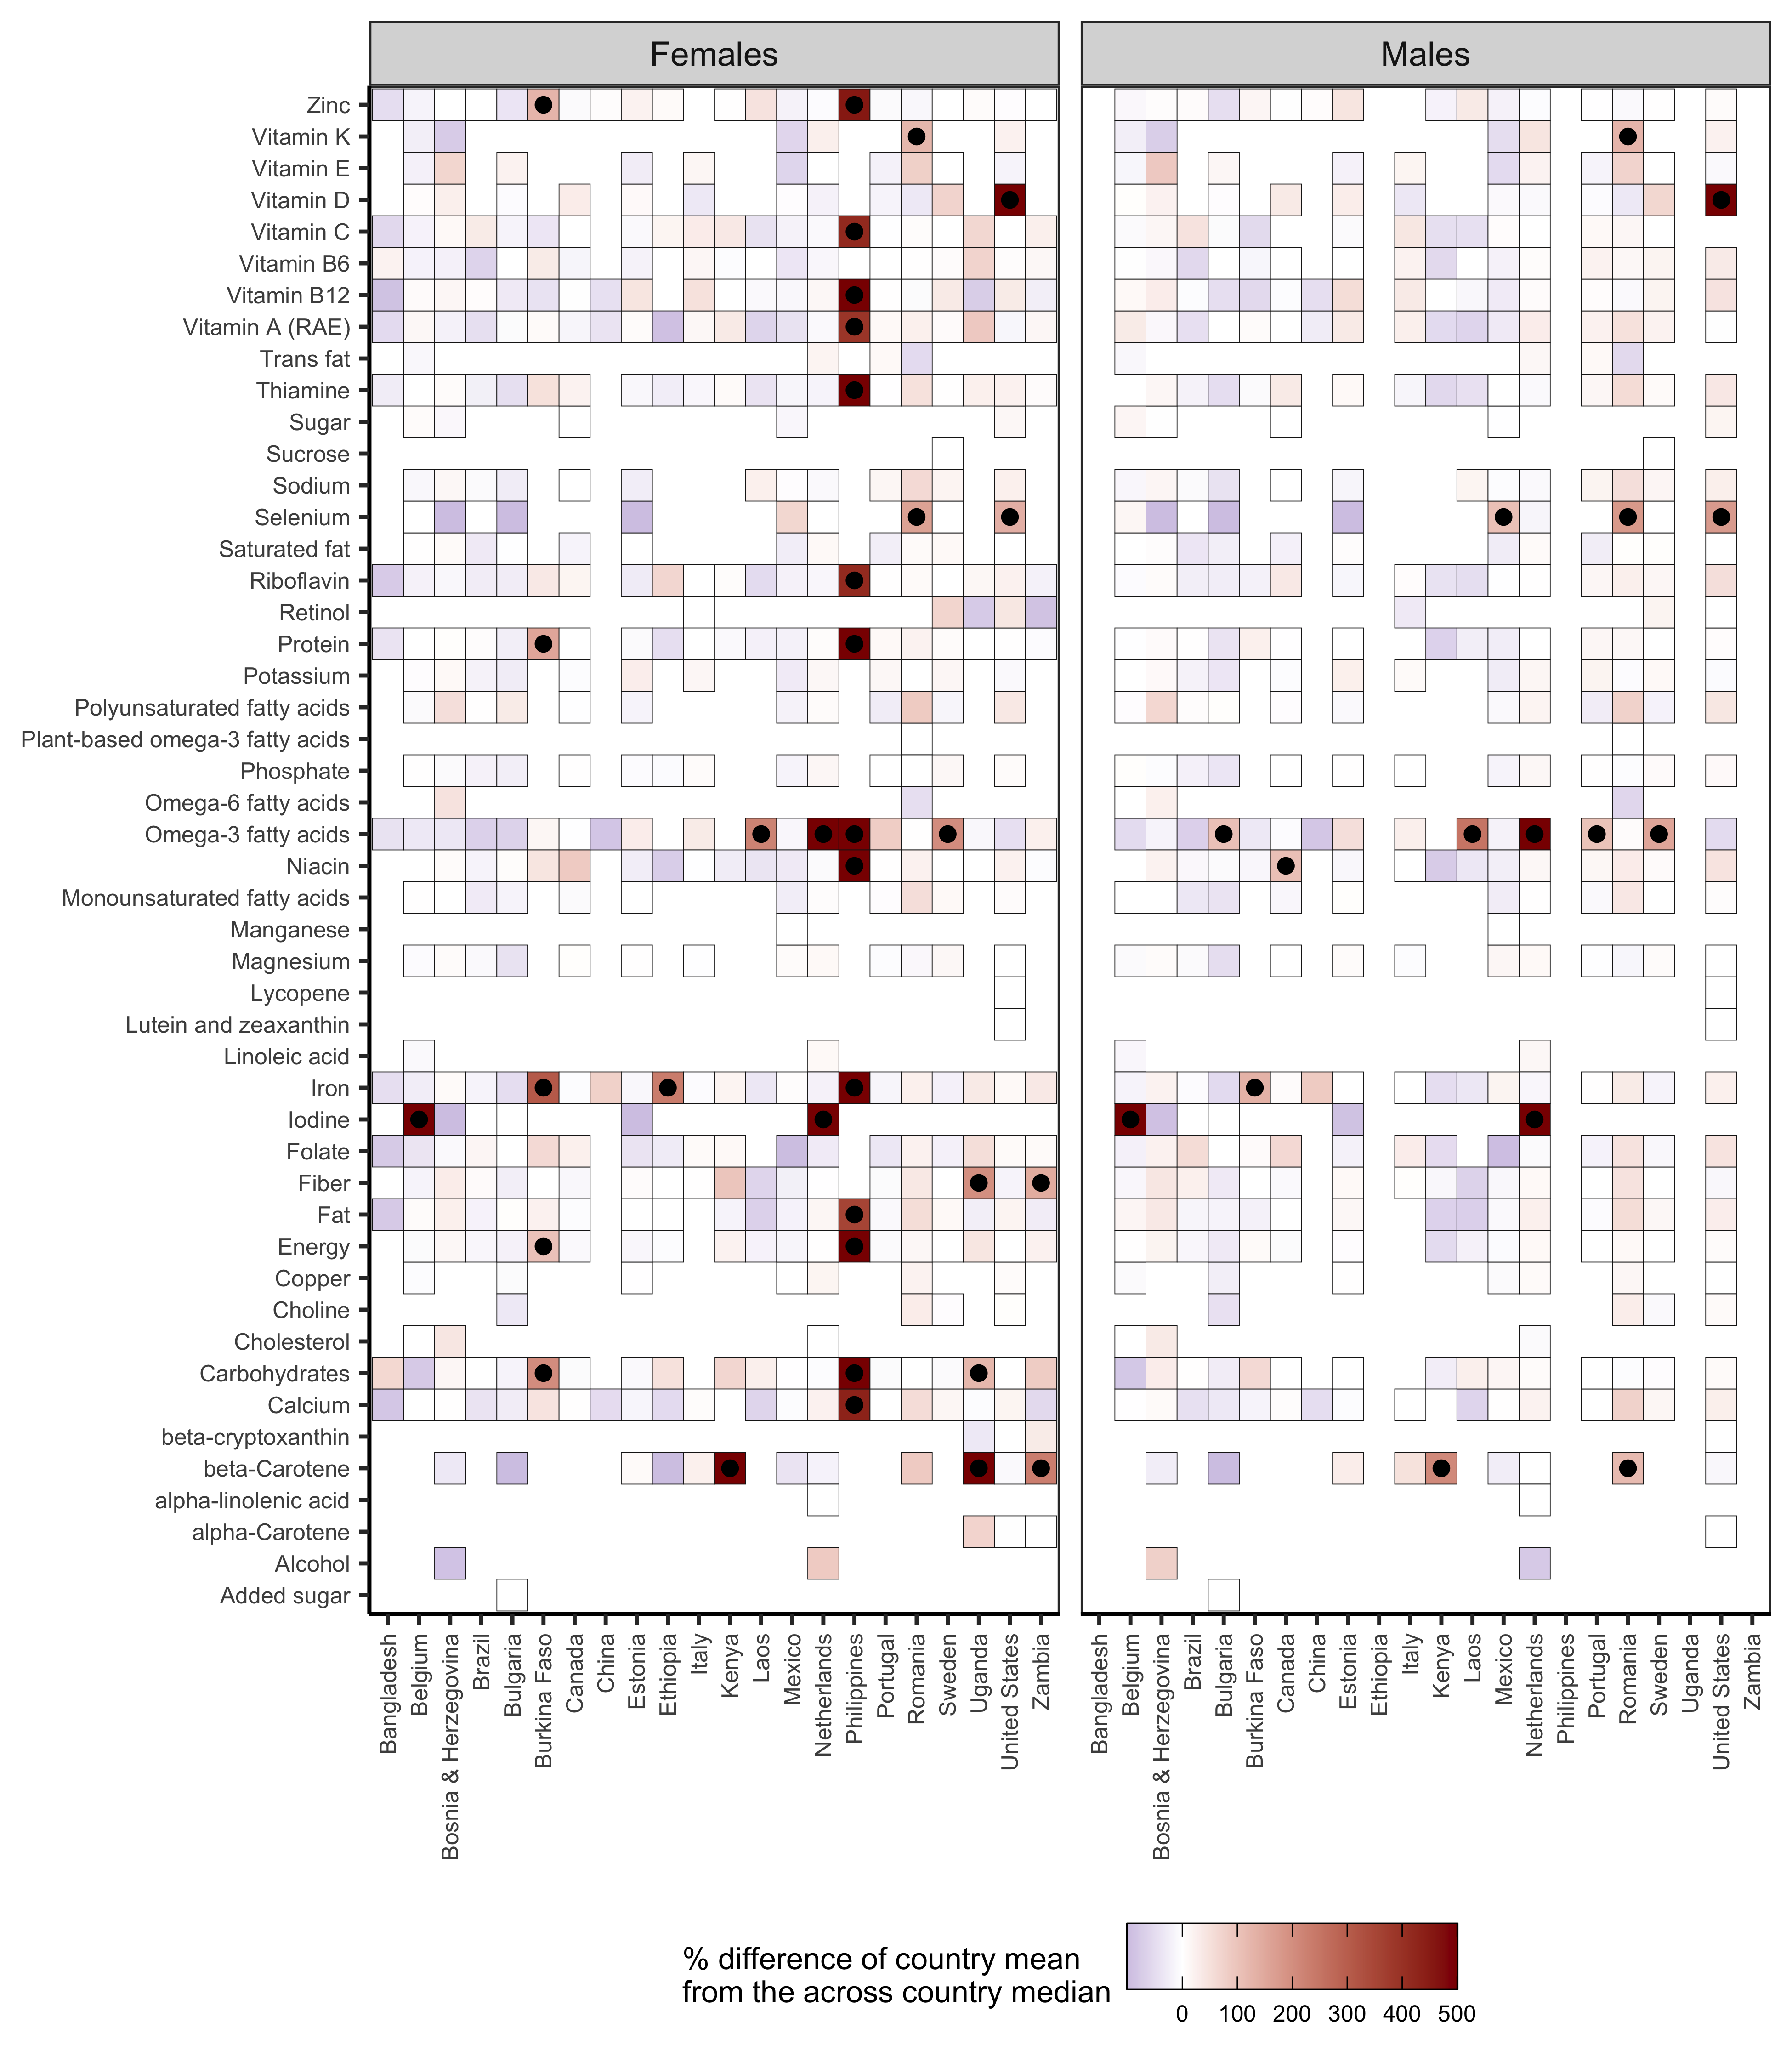 Females
Males
Zinc
Vitamin K
Vitamin E
Vitamin D
Vitamin C
Vitamin B6
Vitamin B12
Vitamin A (RAE)
Trans fat
Thiamine
Sugar
Sucrose
Sodium
Selenium
Saturated fat
Riboflavin
Retinol
Protein
Potassium
Polyunsaturated fatty acids
Plant-based omega-3 fatty acids
Phosphate
Omega-6 fatty acids
Omega-3 fatty acids
Niacin
Monounsaturated fatty acids
Manganese
Magnesium
Lycopene
Lutein and zeaxanthin
Linoleic acid
Iron
Iodine
Folate
Fiber
Fat
Energy
Copper
Choline
Cholesterol
Carbohydrates
Calcium
beta-cryptoxanthin
beta-Carotene
alpha-linolenic acid
alpha-Carotene
Alcohol
Added sugar
Bangladesh
Belgium
Bosnia & Herzegovina
Brazil
Bulgaria
Burkina Faso
Canada
China
Estonia
Ethiopia
Italy
Kenya
Laos
Mexico
Netherlands
Philippines
Portugal
Romania
Sweden
Uganda
United States
Zambia
Bangladesh
Belgium
Bosnia & Herzegovina
Brazil
Bulgaria
Burkina Faso
Canada
China
Estonia
Ethiopia
Italy
Kenya
Laos
Mexico
Netherlands
Philippines
Portugal
Romania
Sweden
Uganda
United States
Zambia
% difference of country mean
from the across country median
0 100 200 300 400 500